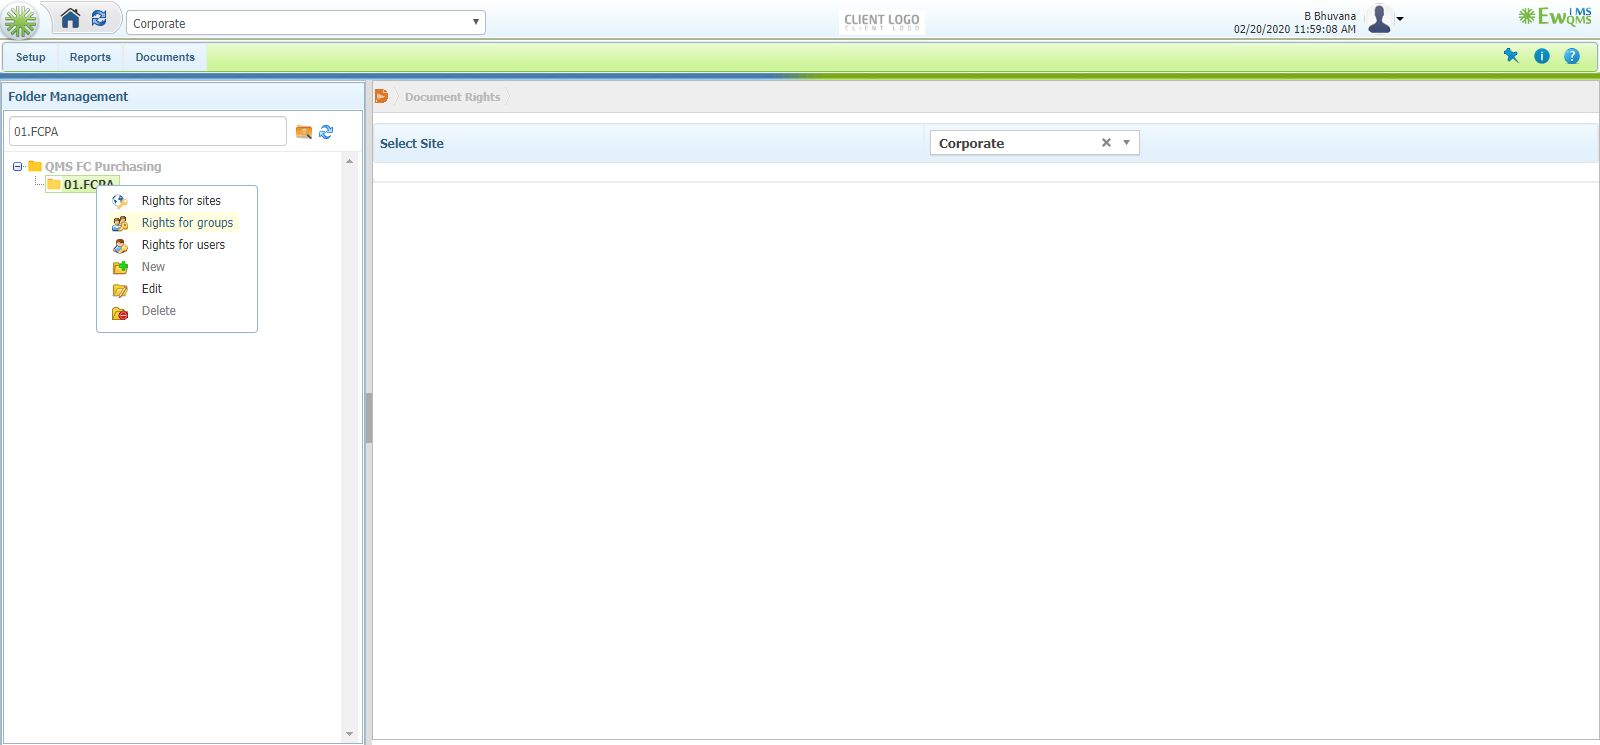 Corporate
CLIENT LOGO
CLIENT LOGO
B Bhuvana
02/20/2020 11:59:08 AM
EwQMS
IMS
Setup
Reports
Documents
Folder Management
Document Rights
01.FCPA
Select Site
Corporate
QMS FC Purchasing
01.FCPA
Rights for sites
Rights for groups
Rights for users
New
Edit
Delete